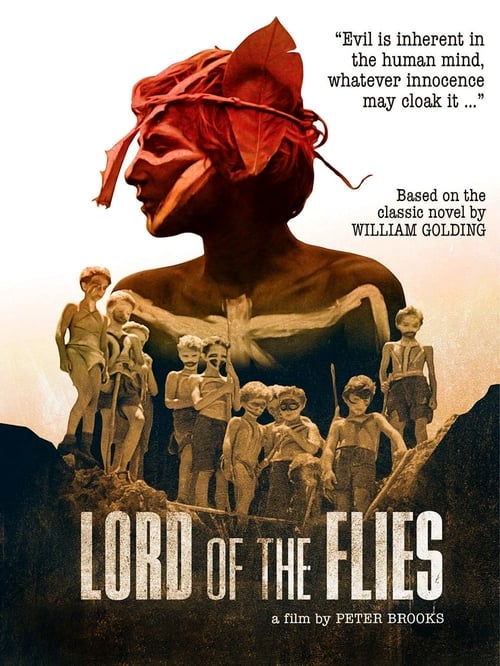 “Evil is inherent in
the human mind,
whatever innocence
may cloak it ...”
Based on the
classic novel by
WILLIAM GOLDING
LORD OF THE FLIES
a film by PETER BROOKS